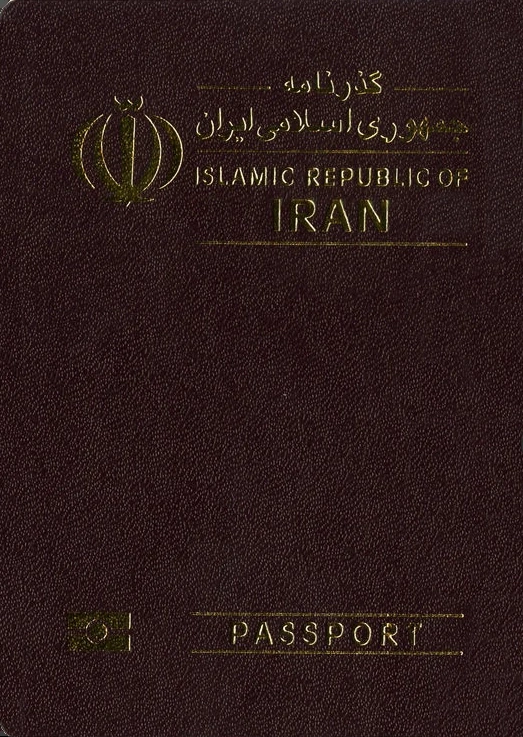 گذرنامه
جمهوری اسلامی ایران
ISLAMIC REPUBLIC OF
IRAN
PASSPORT